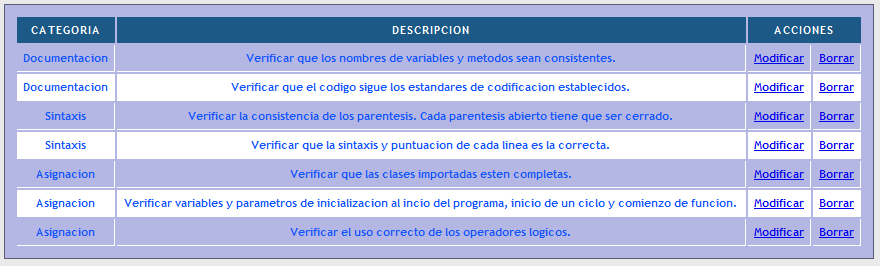 CATEGORIA DESCRIPCION ACCIONES
Documentacion Verificar que los nombres de variables y metodos sean consistentes. Modificar Borrar
Documentacion Verificar que el codigo sigue los estandares de codificacion establecidos. Modificar Borrar
Sintaxis Verificar la consistencia de los parentesis. Cada parentesis abierto tiene que ser cerrado. Modificar Borrar
Sintaxis Verificar que la sintaxis y puntuacion de cada linea es la correcta. Modificar Borrar
Asignacion Verificar que las clases importadas esten completas. Modificar Borrar
Asignacion Verificar variables y parametros de inicializacion al incio del programa, inicio de un ciclo y comienzo de funcion. Modificar Borrar
Asignacion Verificar el uso correcto de los operadores logicos. Modificar Borrar